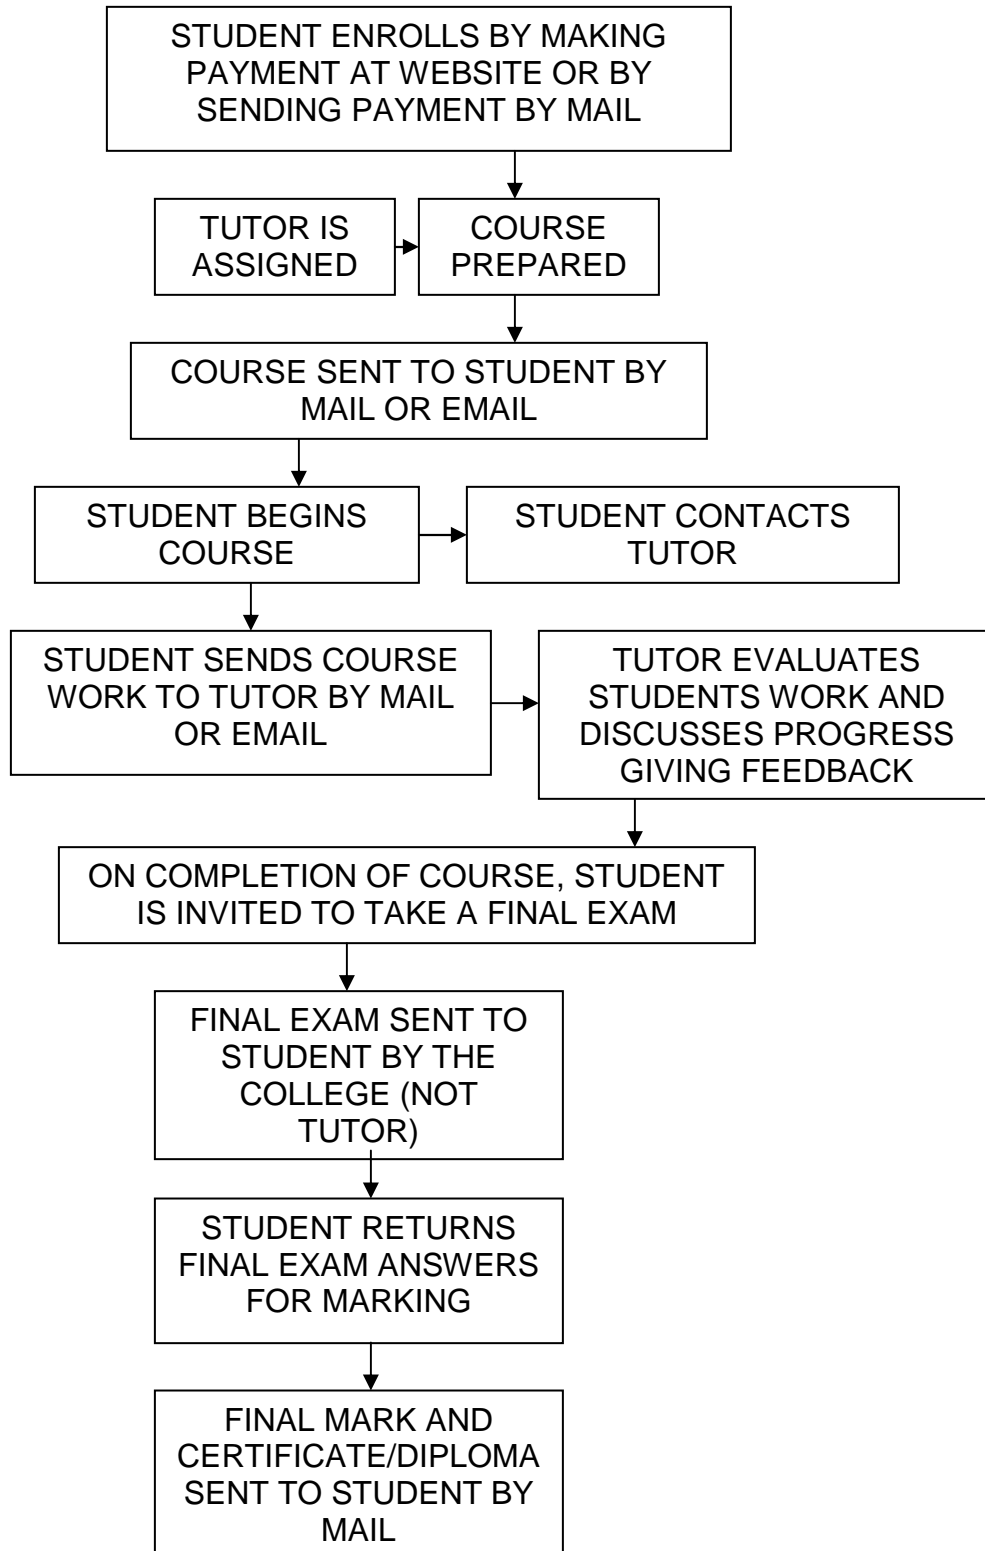 STUDENT ENROLLS BY MAKING
PAYMENT AT WEBSITE OR BY
SENDING PAYMENT BY MAIL
TUTOR IS
ASSIGNED
COURSE
PREPARED
COURSE SENT TO STUDENT BY
MAIL OR EMAIL
STUDENT BEGINS
COURSE
STUDENT CONTACTS
TUTOR
STUDENT SENDS COURSE
WORK TO TUTOR BY MAIL
OR EMAIL
TUTOR EVALUATES
STUDENTS WORK AND
DISCUSSES PROGRESS
GIVING FEEDBACK
ON COMPLETION OF COURSE, STUDENT
IS INVITED TO TAKE A FINAL EXAM
FINAL EXAM SENT TO
STUDENT BY THE
COLLEGE (NOT
TUTOR)
STUDENT RETURNS
FINAL EXAM ANSWERS
FOR MARKING
FINAL MARK AND
CERTIFICATE/DIPLOMA
SENT TO STUDENT BY
MAIL